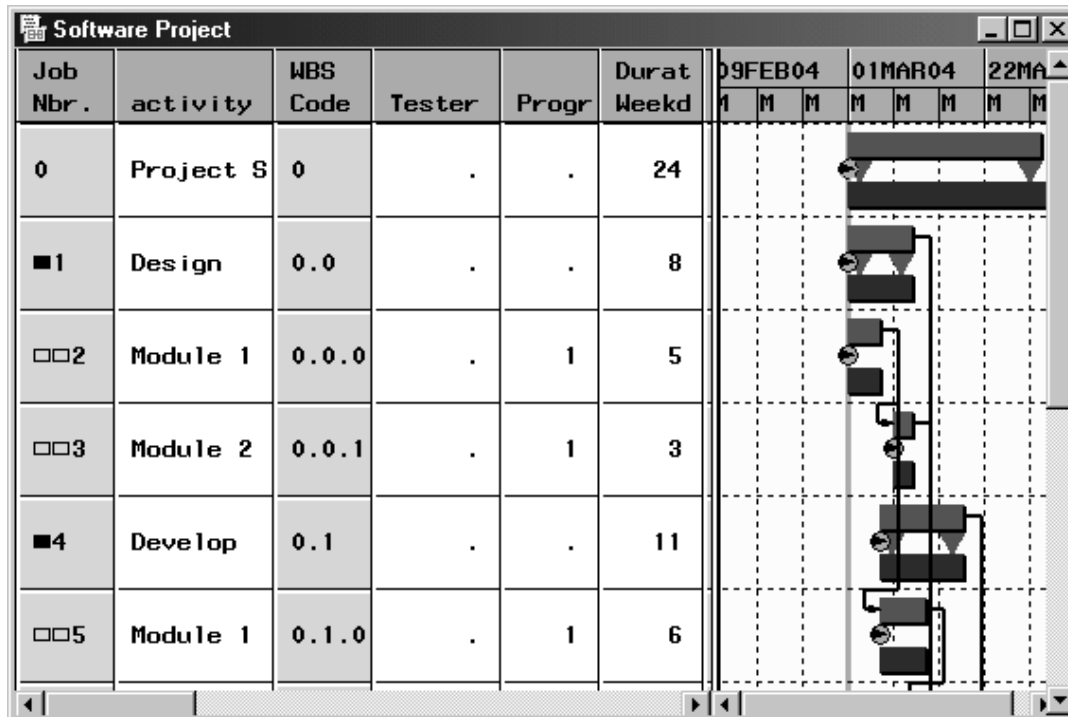 Software Project
Job Nbr. activity WBS Code Tester Progr Durat Weekd
09FEB04 01MAR04 22MA
M M M M M M M M
0 Project S 0 . . 24
1 Design 0.0 . . 8
2 Module 1 0.0.0 . 1 5
3 Module 2 0.0.1 . 1 3
4 Develop 0.1 . . 11
5 Module 1 0.1.0 . 1 6